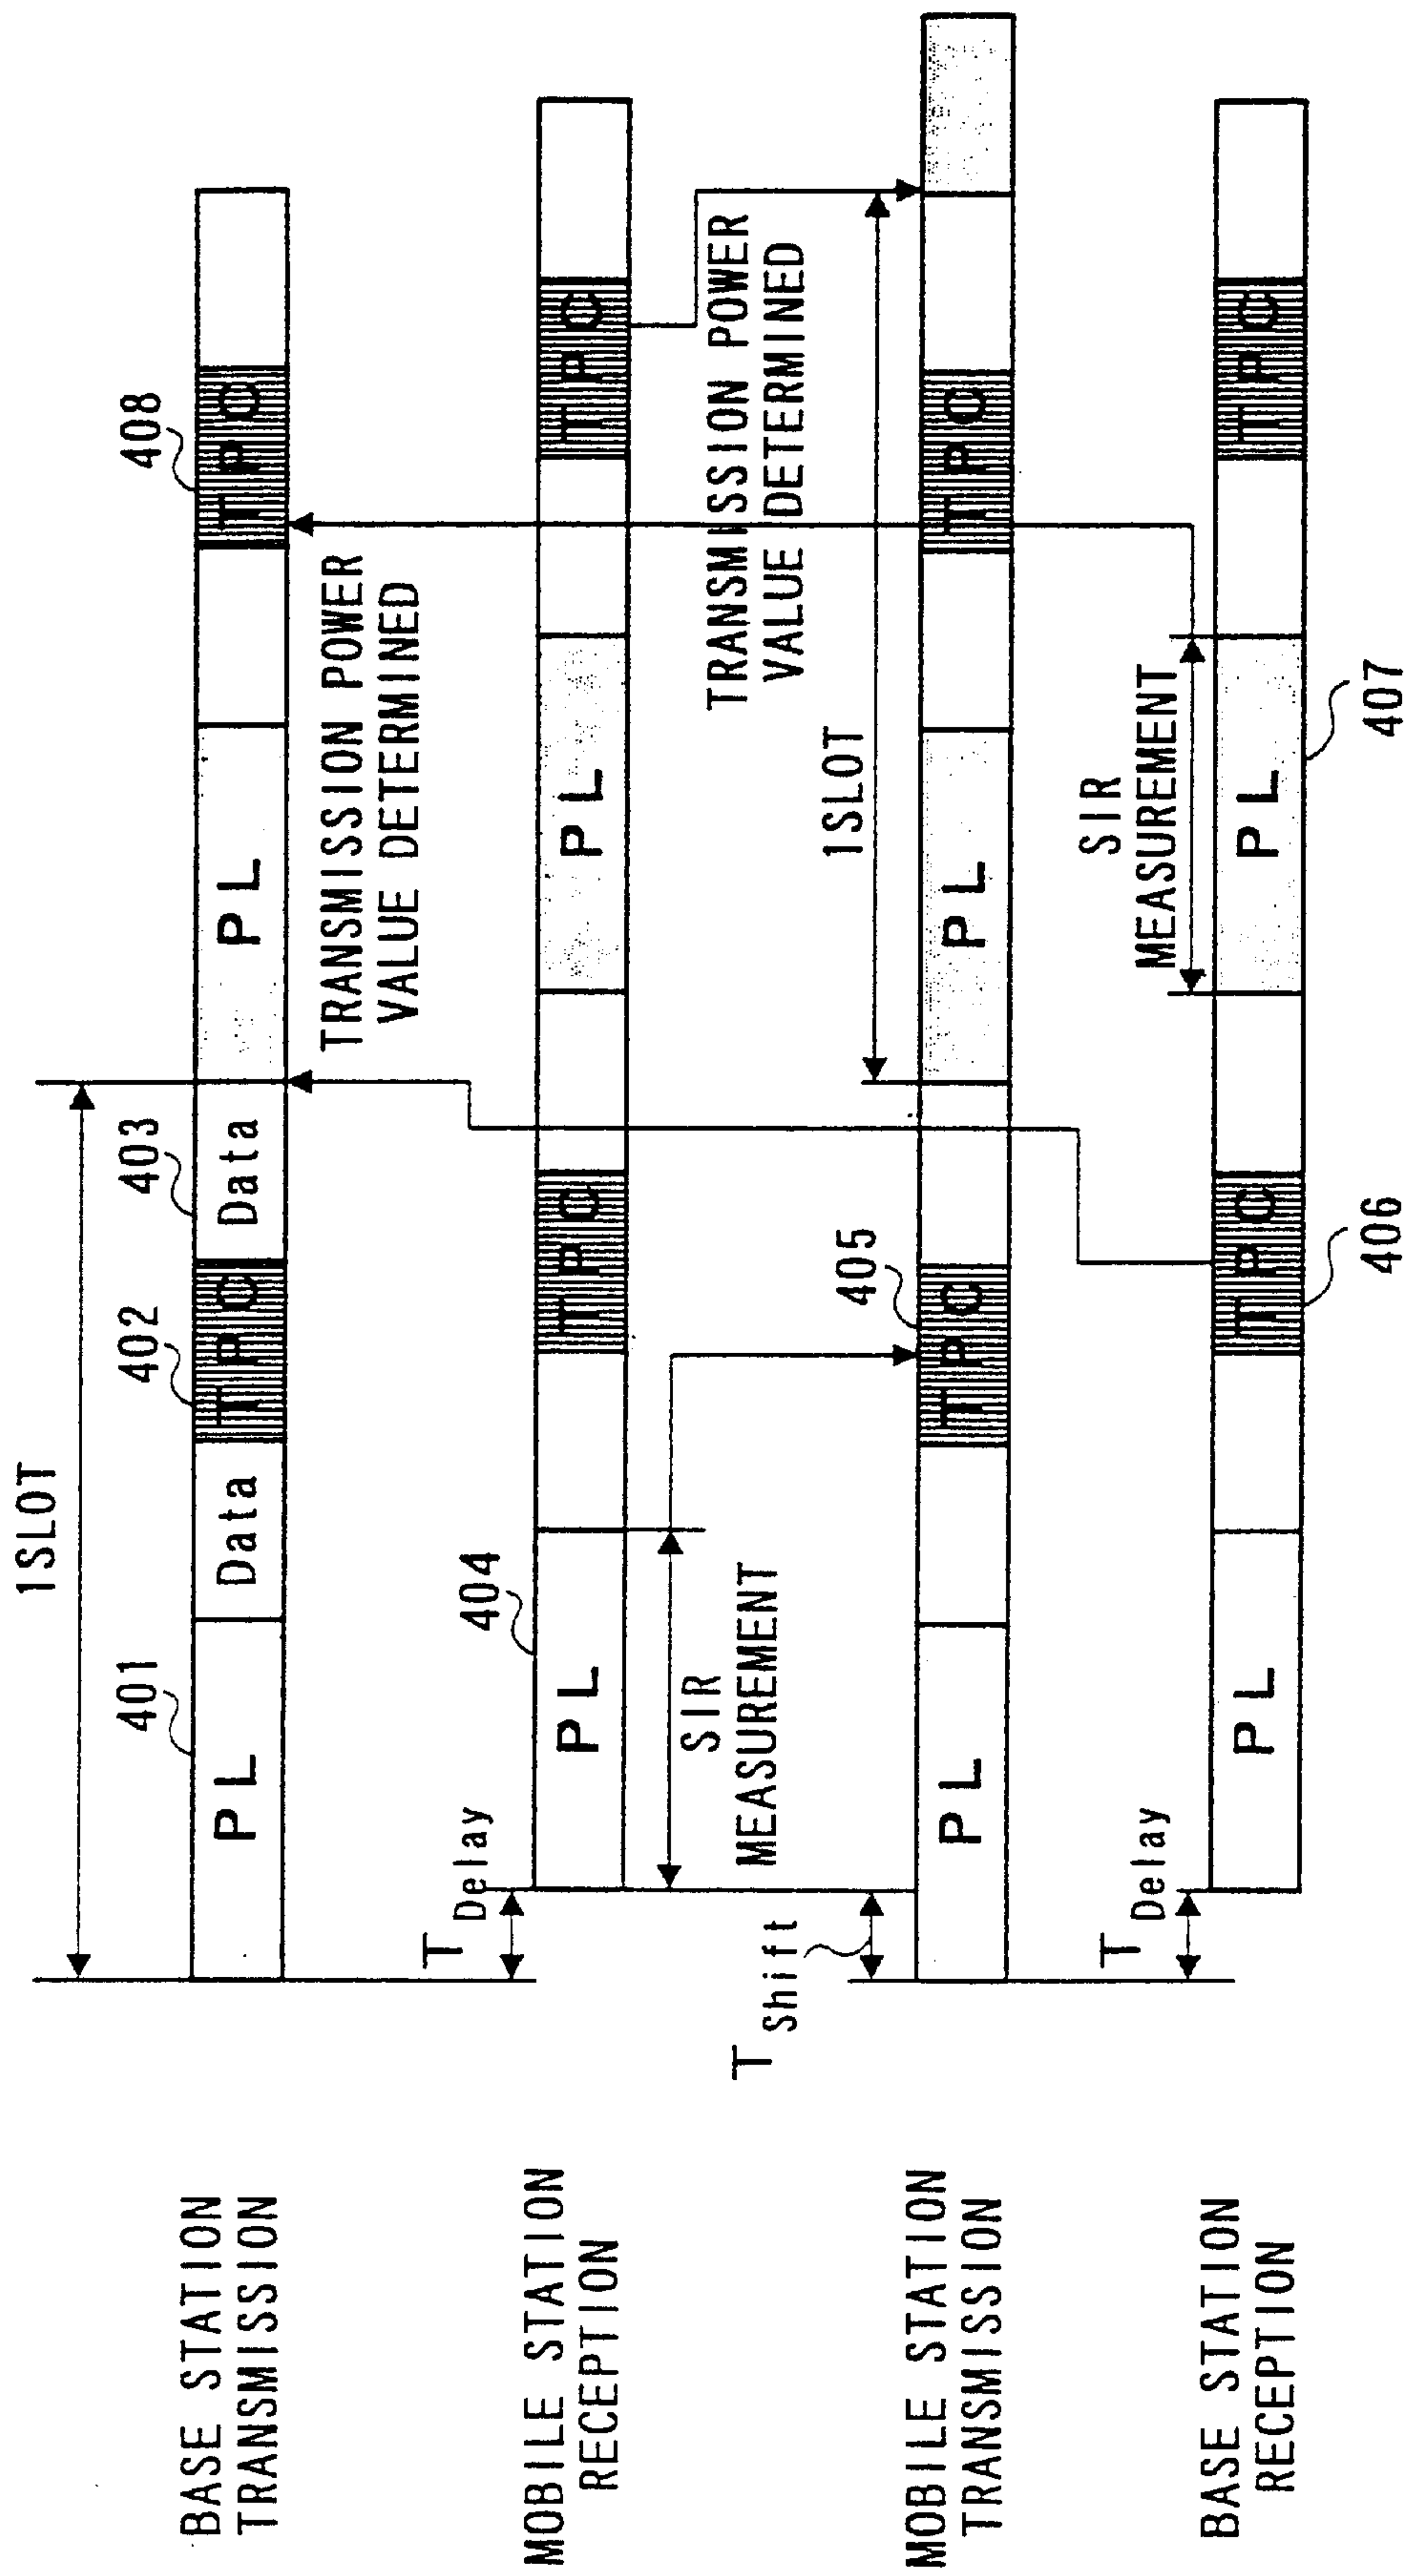 1SLOT
401
402
403
408
PL
Data
TPC
Data
PL
TPC
BASE STATION
TRANSMISSION
TRANSMISSION POWER
VALUE DETERMINED
T Delay
404
PL
TPC
PL
TPC
MOBILE STATION
RECEPTION
SIR
MEASUREMENT
TRANSMISSION POWER
VALUE DETERMINED
T Shift
405
1SLOT
PL
TPC
PL
TPC
MOBILE STATION
TRANSMISSION
SIR
MEASUREMENT
T Delay
PL
TPC
PL
TPC
BASE STATION
RECEPTION
406
407